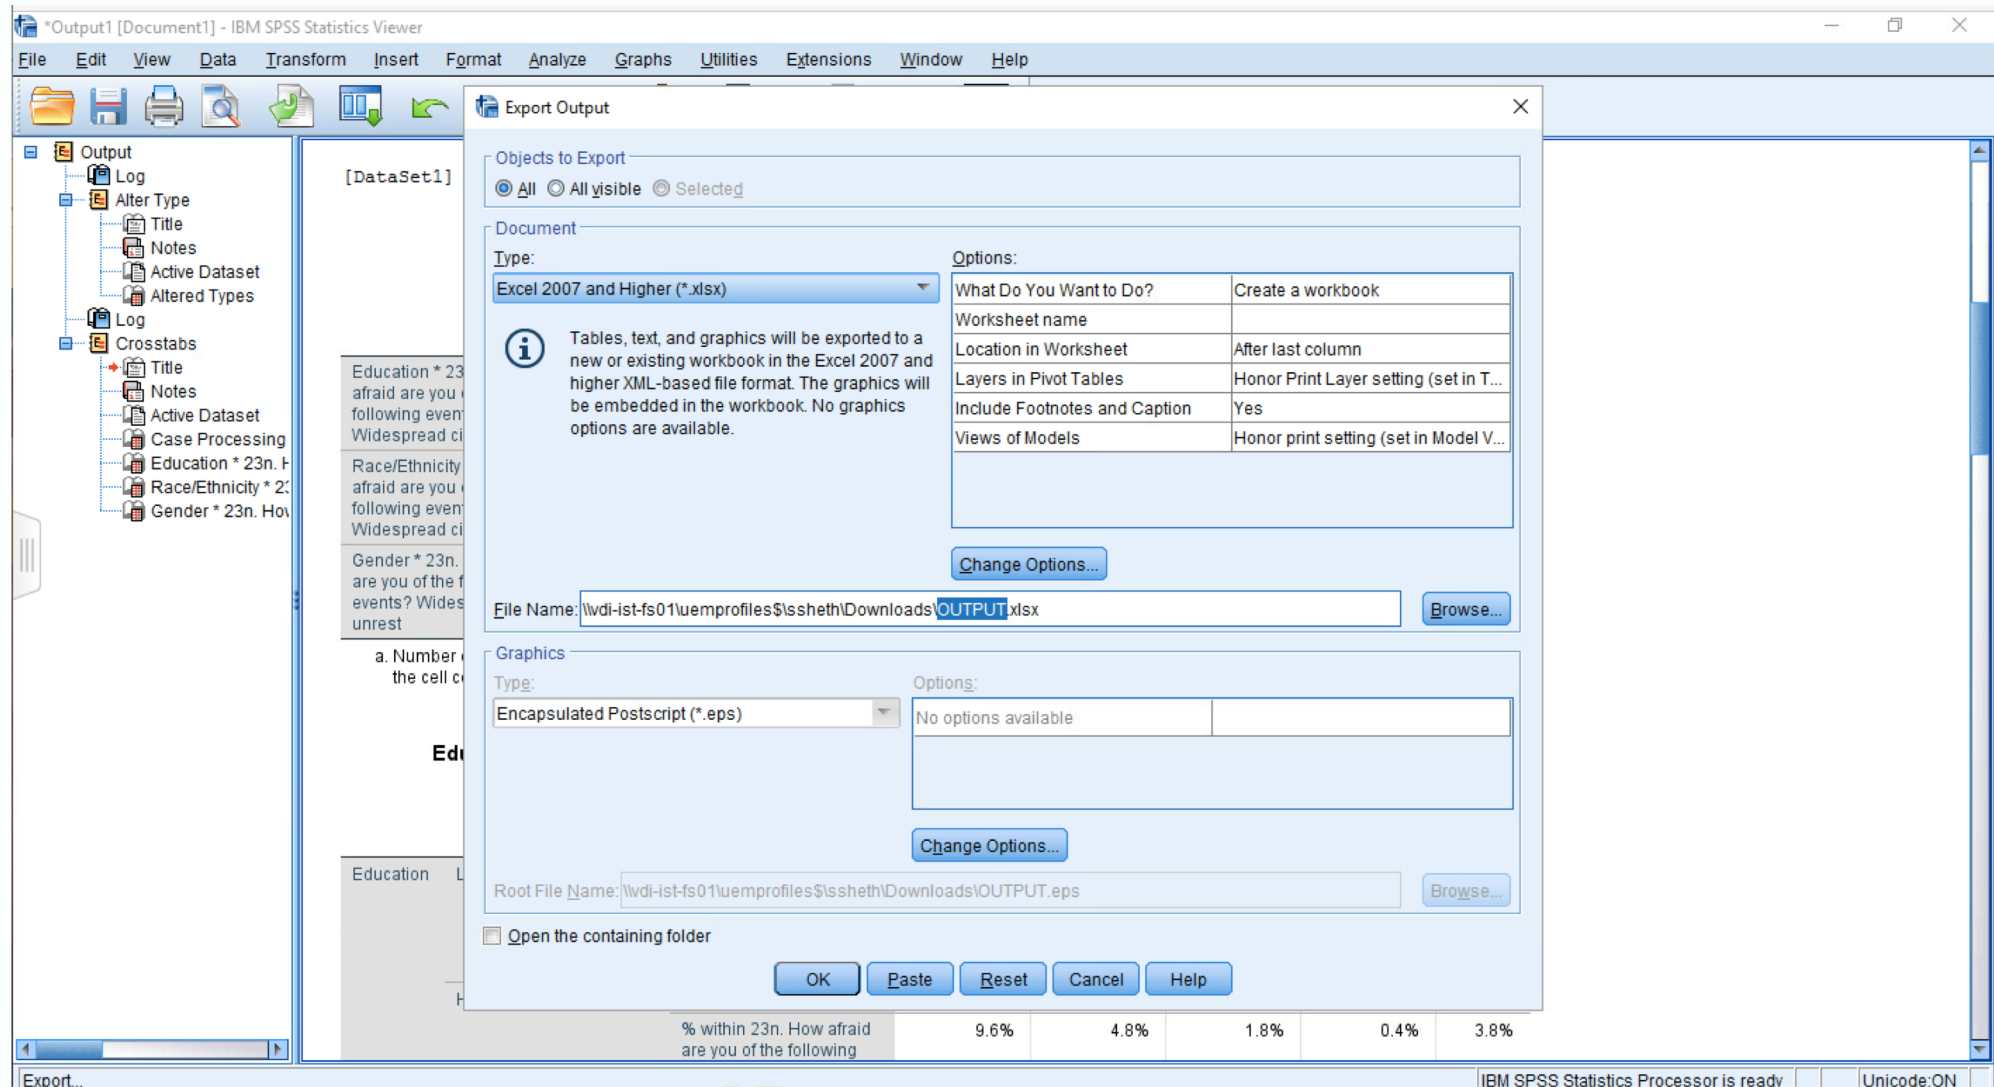 *Output1 [Document1] - IBM SPSS Statistics Viewer
File Edit View Data Transform Insert Format Analyze Graphs Utilities Extensions Window Help
Output
Log
Alter Type
Title
Notes
Active Dataset
Altered Types
Log
Crosstabs
Title
Notes
Active Dataset
Case Processing
Education * 23n. H
Race/Ethnicity * 23
Gender * 23n. How
[DataSet1]
Education * 23
afraid are you
following even
Widespread ci
Race/Ethnicity
afraid are you
following even
Widespread ci
Gender * 23n.
are you of the f
events? Wides
unrest
a. Number
the cell c
Edu
Education L
H
% within 23n. How afraid
are you of the following
9.6% 4.8% 1.8% 0.4% 3.8%
Export Output
Objects to Export
All All visible Selected
Document
Type:
Excel 2007 and Higher (*.xlsx)
Tables, text, and graphics will be exported to a
new or existing workbook in the Excel 2007 and
higher XML-based file format. The graphics will
be embedded in the workbook. No graphics
options are available.
Options:
What Do You Want to Do? Create a workbook
Worksheet name
Location in Worksheet After last column
Layers in Pivot Tables Honor Print Layer setting (set in T...
Include Footnotes and Caption Yes
Views of Models Honor print setting (set in Model V...
Change Options...
File Name: \\vdi-ist-fs01\uemprofiles$\ssheth\Downloads\OUTPUT.xlsx Browse...
Graphics
Type:
Encapsulated Postscript (*.eps)
Options:
No options available
Change Options...
Root File Name: \\vdi-ist-fs01\uemprofiles$\ssheth\Downloads\OUTPUT.eps Browse...
Open the containing folder
OK Paste Reset Cancel Help
Export...
IBM SPSS Statistics Processor is ready Unicode:ON